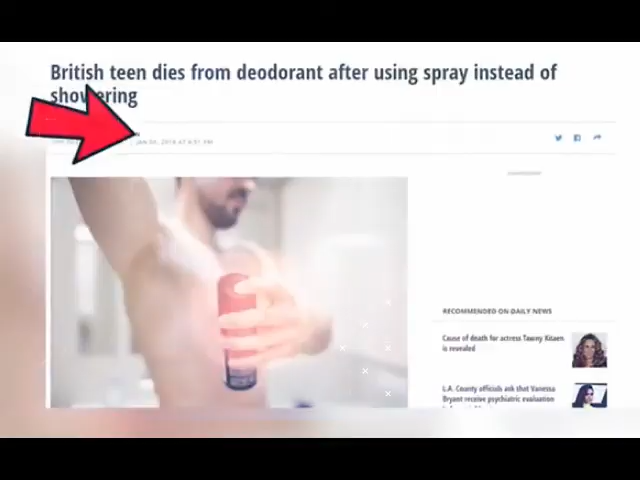 British teen dies from deodorant after using spray instead of
showering
RECOMMENDED ON DAILY NEWS
Cause of death for actress Tawny Kitaen
is revealed
L.A. County officials ask that Vanessa
Bryant receive psychiatric evaluation